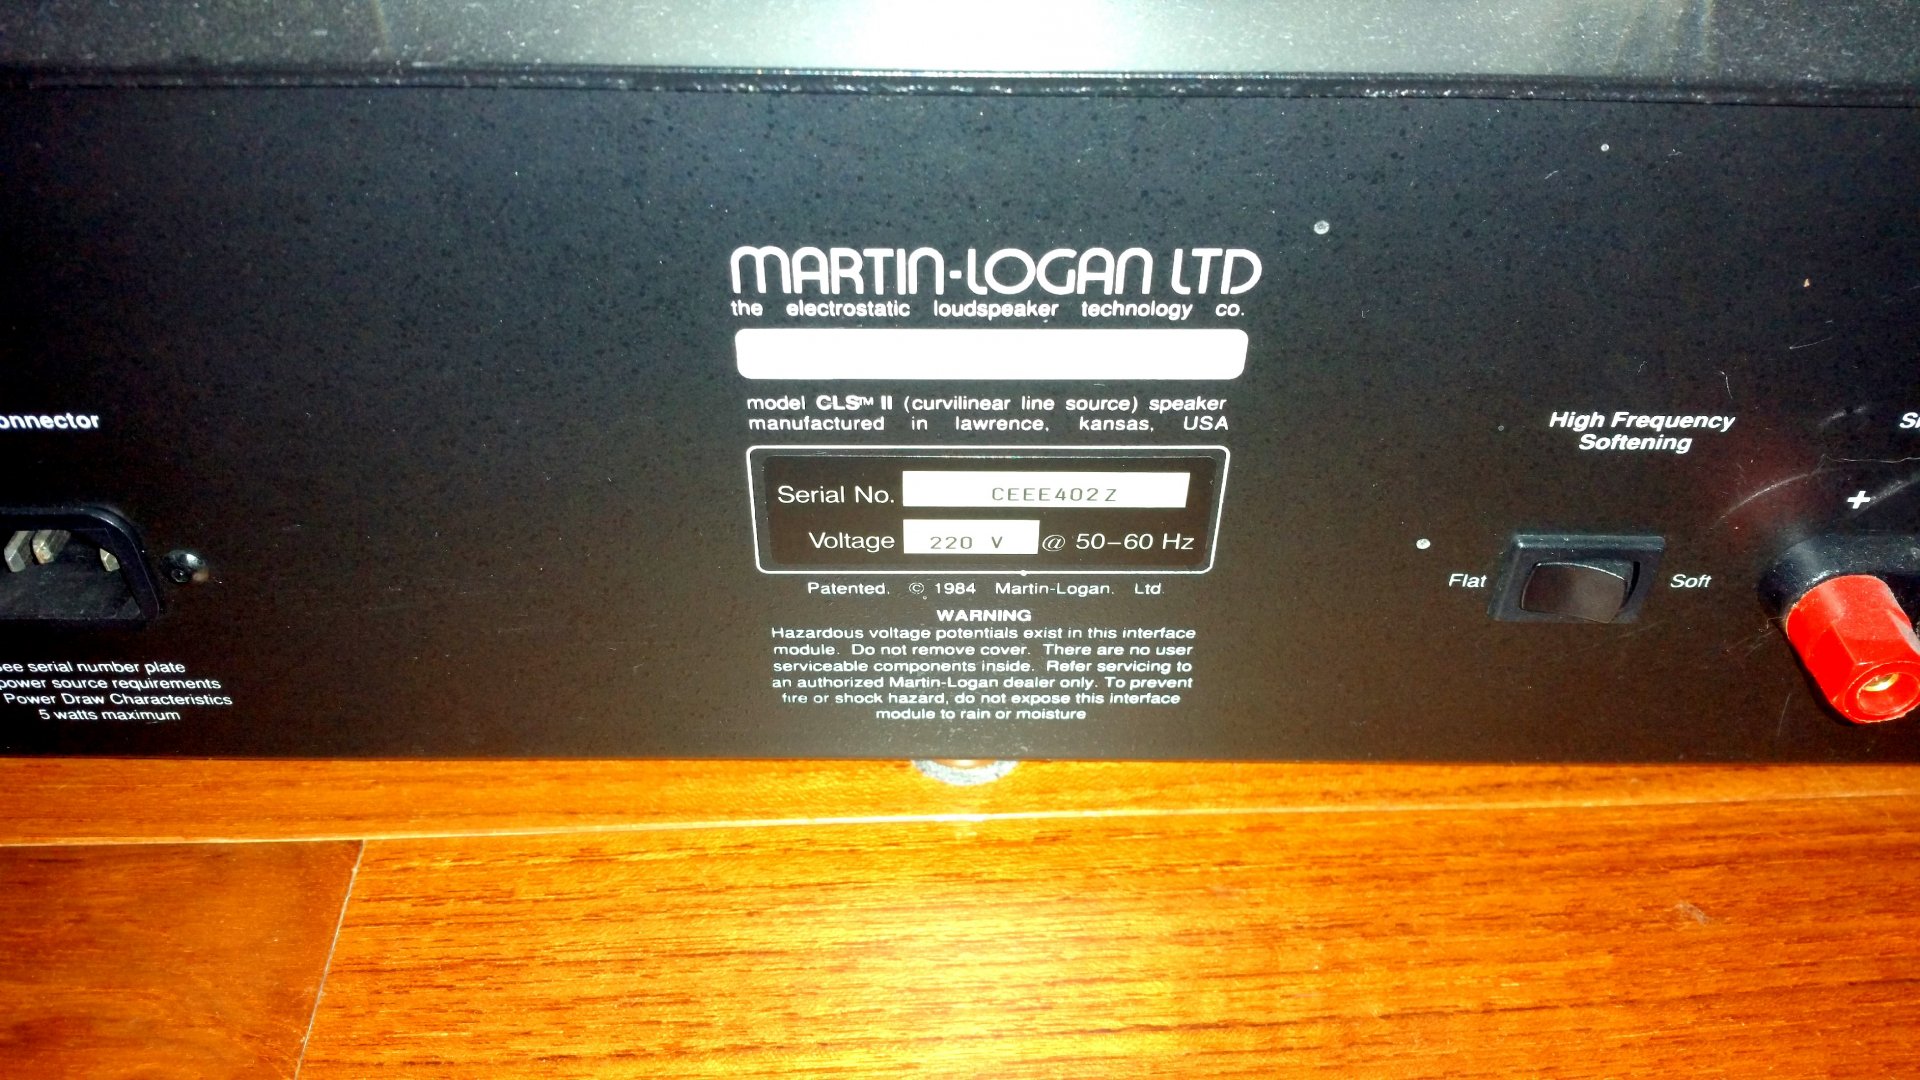 MARTIN-LOGAN LTD
the electrostatic loudspeaker technology co.
model CLS™ II (curvilinear line source) speaker
manufactured in lawrence, kansas, USA
Serial No. CEEE402Z
Voltage 220 V @ 50-60 Hz
Patented. © 1984 Martin-Logan. Ltd.
WARNING
Hazardous voltage potentials exist in this interface
module. Do not remove cover. There are no user
serviceable components inside. Refer servicing to
an authorized Martin-Logan dealer only. To prevent
fire or shock hazard, do not expose this interface
module to rain or moisture
onnector
ee serial number plate
power source requirements
Power Draw Characteristics
5 watts maximum
High Frequency
Softening
Flat
Soft
+